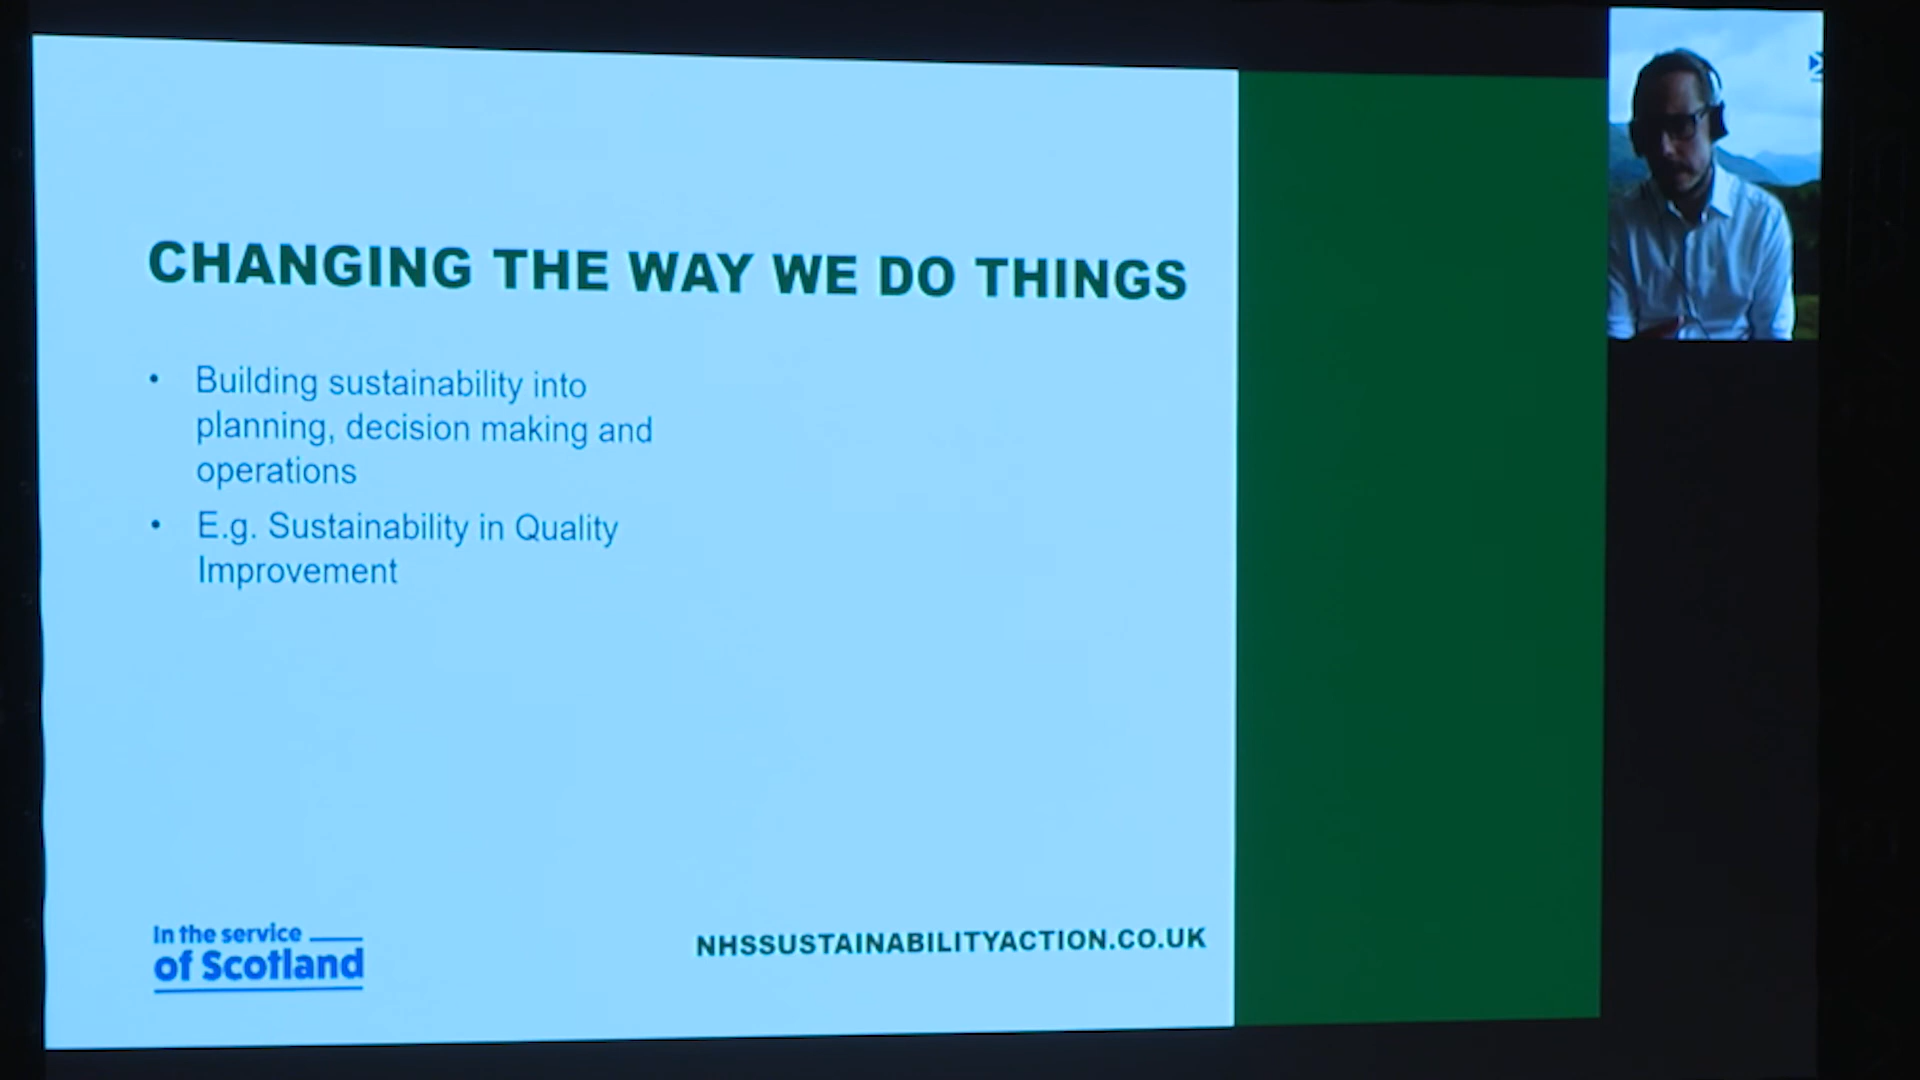 CHANGING THE WAY WE DO THINGS
• Building sustainability into
planning, decision making and
operations
• E.g. Sustainability in Quality
Improvement
In the service
of Scotland
NHSSUSTAINABILITYACTION.CO.UK